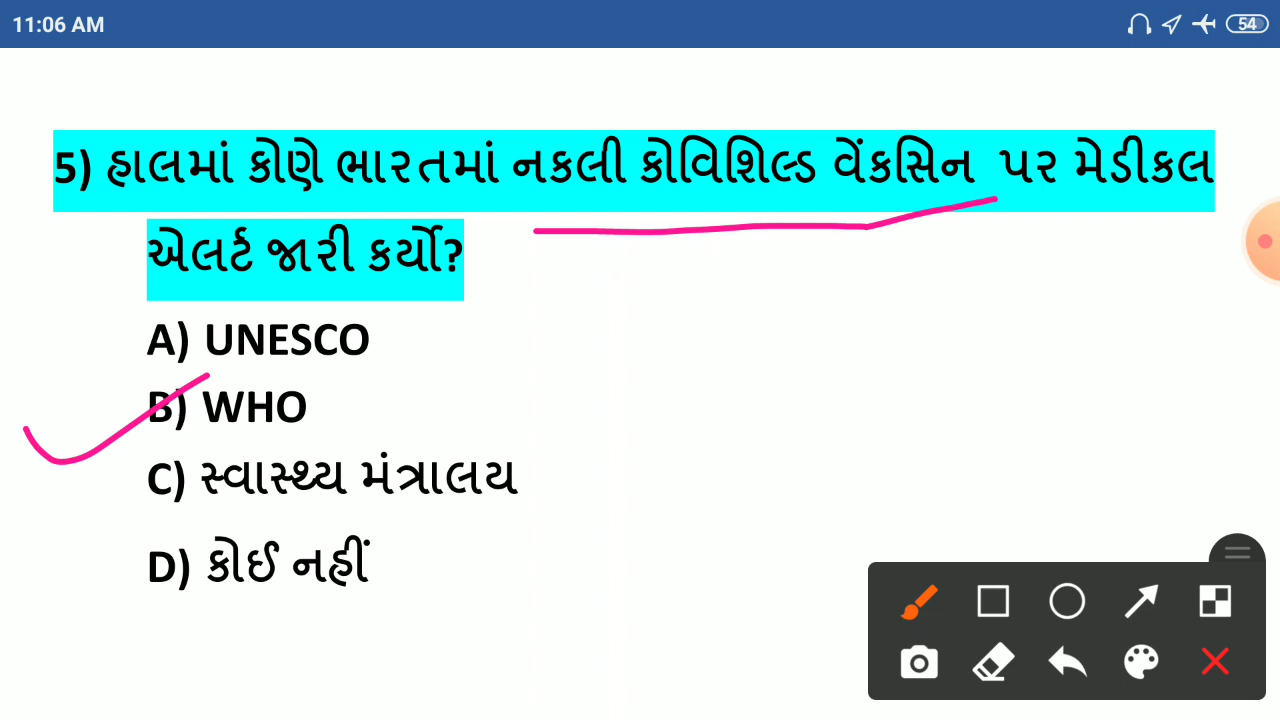 11:06 AM
54
5) હાલમાં કોણે ભારતમાં નકલી કોવિશિલ્ડ વેંકસિન પર મેડીકલ
એલર્ટ જારી કર્યો?
A) UNESCO
B) WHO
C) સ્વાસ્થ્ય મંત્રાલય
D) કોઈ નહીં